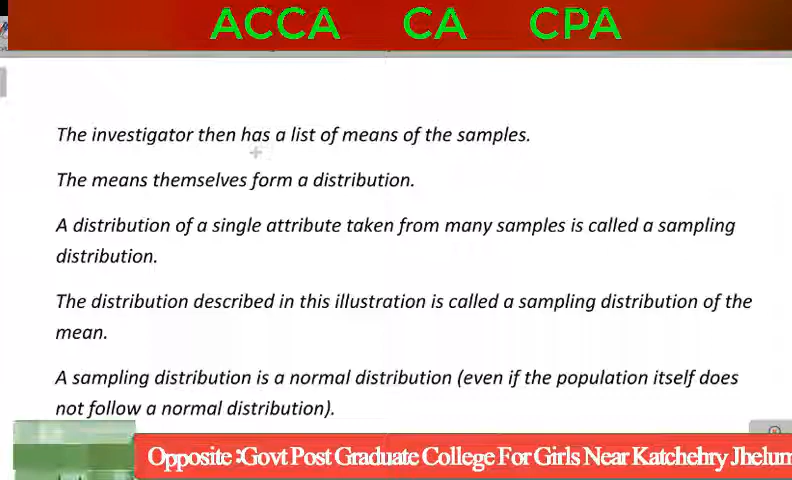 ACCA CA CPA
The investigator then has a list of means of the samples.
The means themselves form a distribution.
A distribution of a single attribute taken from many samples is called a sampling
distribution.
The distribution described in this illustration is called a sampling distribution of the
mean.
A sampling distribution is a normal distribution (even if the population itself does
not follow a normal distribution).
Opposite :Govt Post Graduate College For Girls Near Katchehry Jhelum